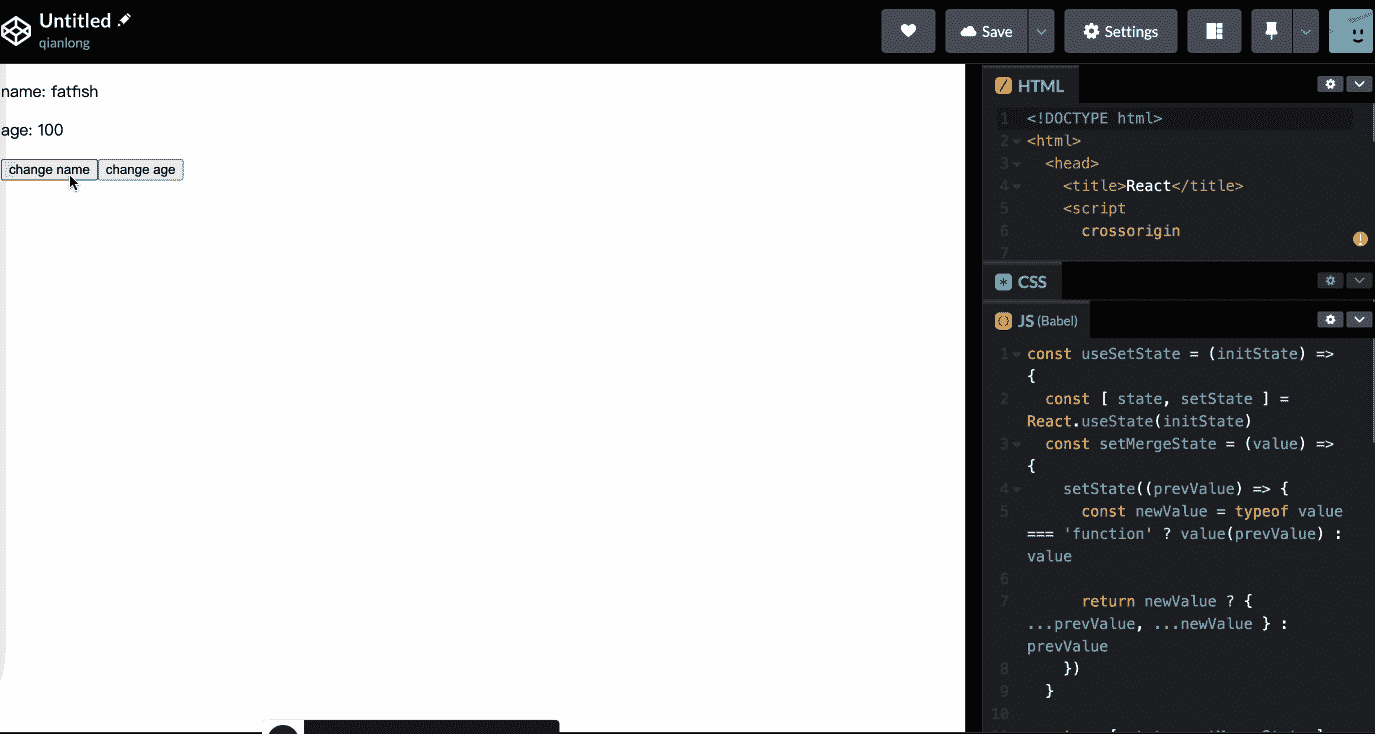 Untitled
qianlong
Save
Settings
name: fatfish
age: 100
change name
change age
HTML
1 <!DOCTYPE html>
2 <html>
3 <head>
4 <title>React</title>
5 <script
6 crossorigin
7
CSS
JS (Babel)
1 const useSetState = (initState) =>
{
2 const [ state, setState ] =
React.useState(initState)
3 const setMergeState = (value) =>
{
4 setState((prevValue) => {
5 const newValue = typeof value
=== 'function' ? value(prevValue) :
value
6
7 return newValue ? {
...prevValue, ...newValue } :
prevValue
8 })
9 }
10